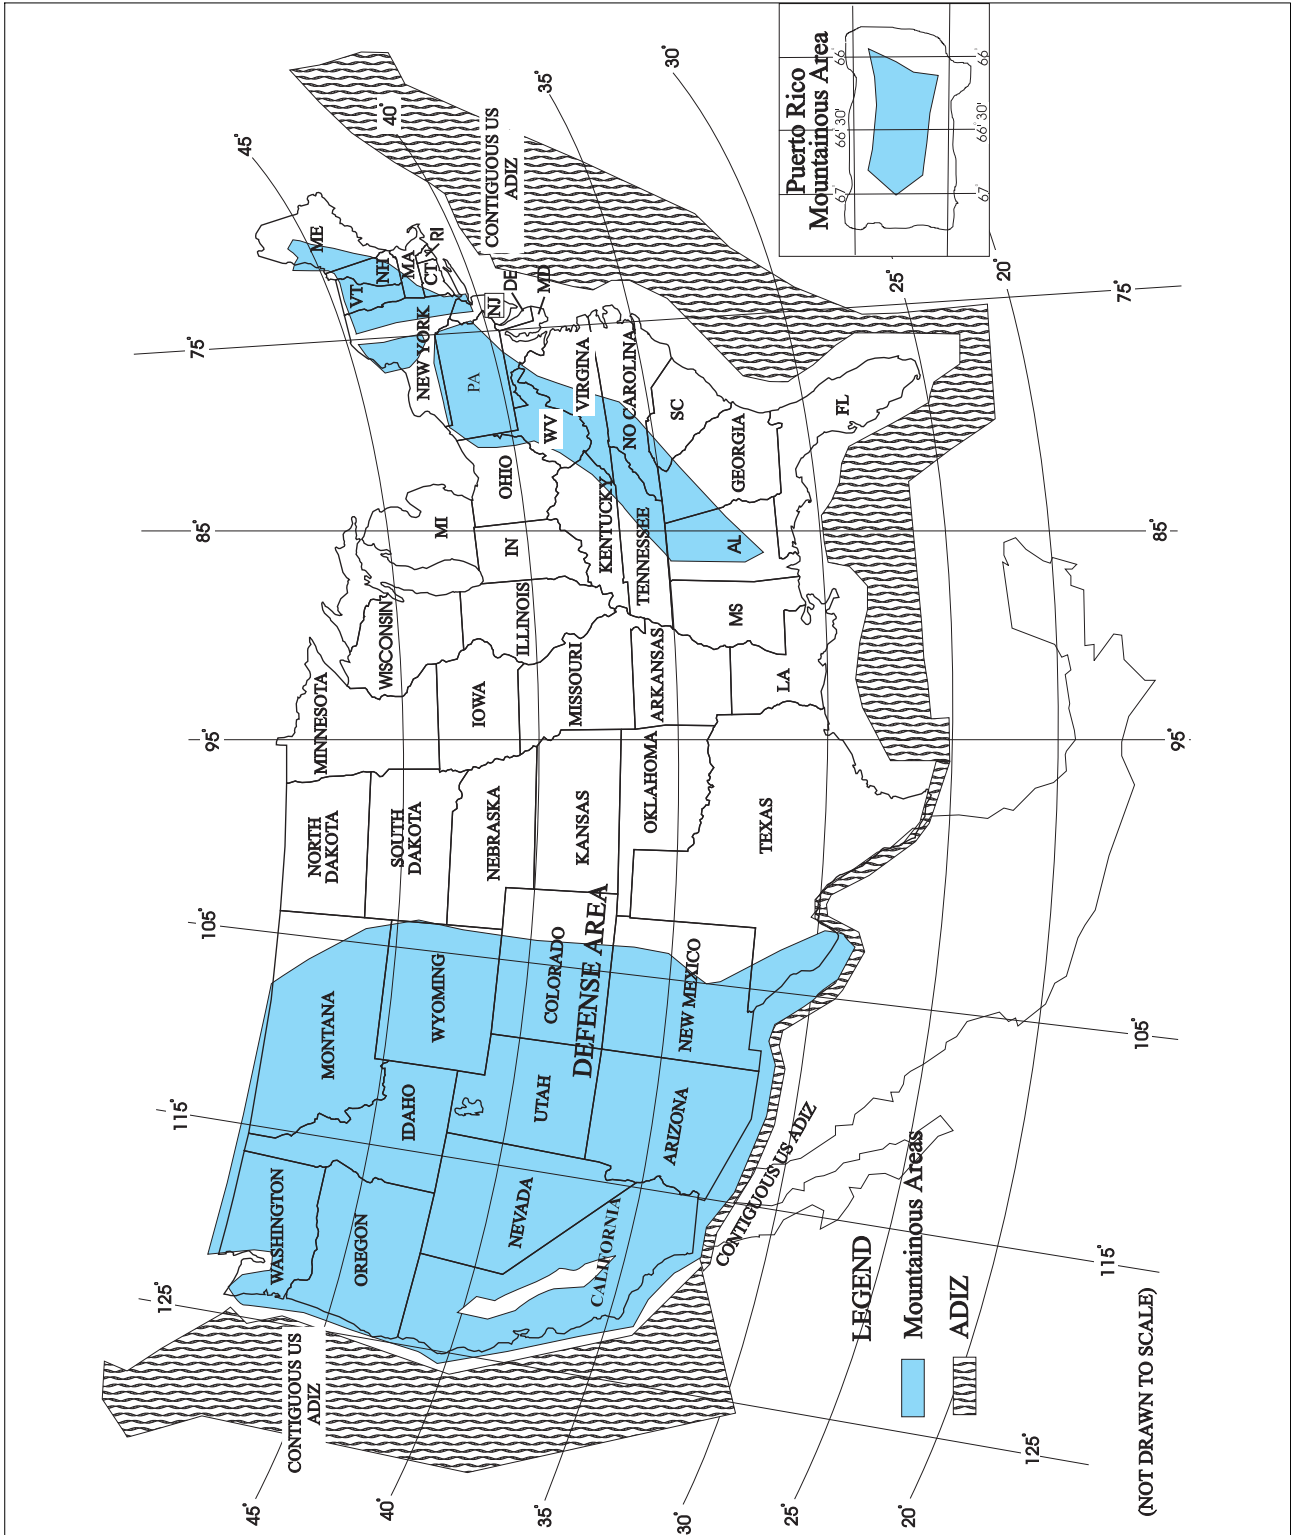 45°
40°
35°
30°
25°
20°
125°
115°
105°
95°
85°
75°
CONTIGUOUS US
ADIZ
WASHINGTON
OREGON
CALIFORNIA
NEVADA
IDAHO
MONTANA
WYOMING
UTAH
ARIZONA
COLORADO
NEW MEXICO
DEFENSE AREA
NORTH
DAKOTA
SOUTH
DAKOTA
NEBRASKA
KANSAS
OKLAHOMA
TEXAS
MINNESOTA
IOWA
MISSOURI
ARKANSAS
LA
WISCONSIN
ILLINOIS
MS
MI
IN
OHIO
KENTUCKY
TENNESSEE
AL
GEORGIA
FL
SC
NO CAROLINA
VIRGINA
WV
PA
NEW YORK
VT
NH
ME
MA
RI
CT
NJ
DE
MD
CONTIGUOUS US
ADIZ
45°
40°
35°
30°
25°
20°
75°
85°
95°
105°
115°
125°
CONTIGUOUS US ADIZ
Puerto Rico
Mountainous Area
67°
66°30'
66°
67°
66°30'
66°
LEGEND
Mountainous Areas
ADIZ
(NOT DRAWN TO SCALE)